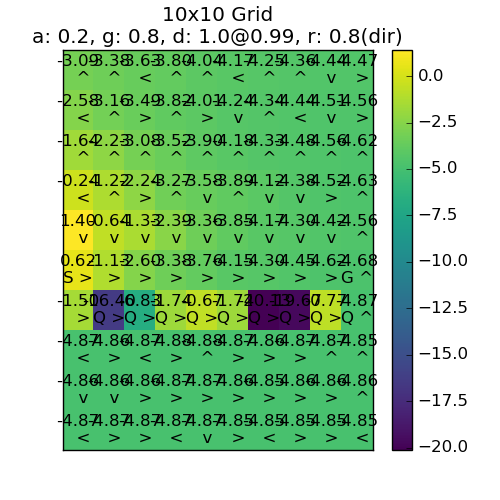 10x10 Grid
a: 0.2, g: 0.8, d: 1.0@0.99, r: 0.8(dir)
-3.09 -3.38 -3.63 -3.80 -4.04 -4.17 -4.25 -4.36 -4.44 -4.47
^ ^ < ^ ^ < ^ ^ v >
-2.58 -3.16 -3.49 -3.82 -4.01 -4.24 -4.34 -4.44 -4.51 -4.56
< ^ > ^ > v ^ < v >
-1.64 -2.23 -3.08 -3.52 -3.90 -4.18 -4.33 -4.48 -4.56 -4.62
^ ^ ^ ^ ^ ^ ^ ^ ^ ^
-0.24 -1.22 -2.24 -3.27 -3.58 -3.89 -4.12 -4.38 -4.52 -4.63
< ^ > ^ v ^ v v > ^
1.40 -0.64 -1.33 -2.39 -3.36 -3.85 -4.17 -4.42 -4.56
v v v v v v v v v ^
0.62 -1.13 -2.60 -3.38 -3.76 -4.15 -4.30 -4.45 -4.62 -4.68
S > > > > > > > > > G ^
-16.46 -6.83 -1.74 -0.67 -1.72 -4.87
> Q > Q > Q > Q > Q > Q > Q > Q > Q ^
-4.87 -4.86 -4.87 -4.88 -4.88 -4.87 -4.86 -4.87 -4.87 -4.85
< > < > ^ > > > ^ ^
-4.86 -4.86 -4.86 -4.87 -4.87 -4.86 -4.85 -4.86 -4.86 -4.86
v v > > > > > > > ^
-4.87 -4.87 -4.87 -4.87 -4.87 -4.85 -4.85 -4.85 -4.85 -4.85
< > > < v > > > > <
0.0
−2.5
−5.0
−7.5
−10.0
−12.5
−15.0
−17.5
−20.0